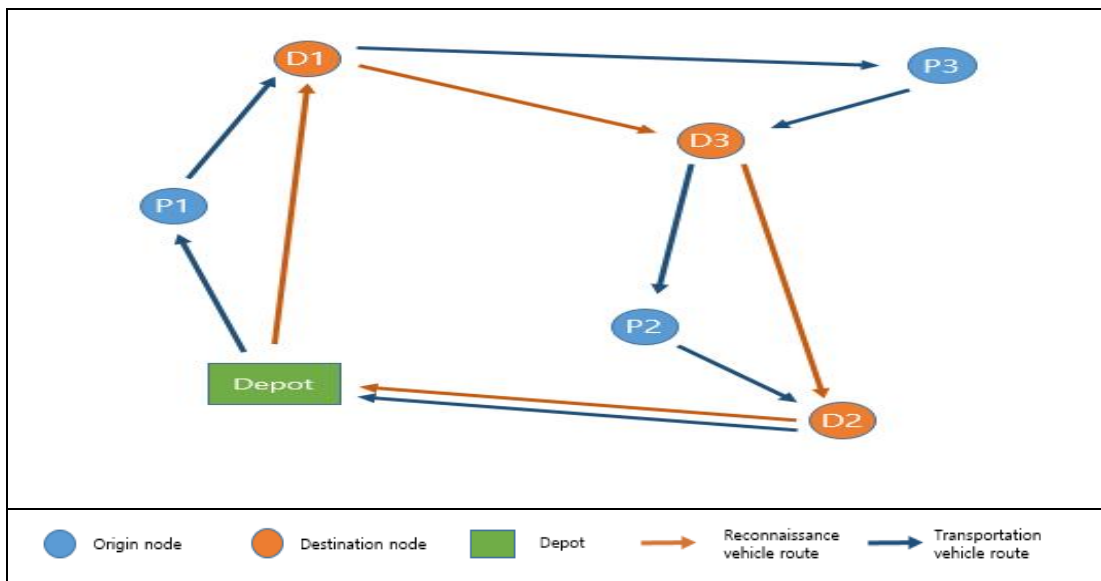 D1
P3
D3
P1
P2
Depot
D2
Origin node
Destination node
Depot
Reconnaissance
vehicle route
Transportation
vehicle route